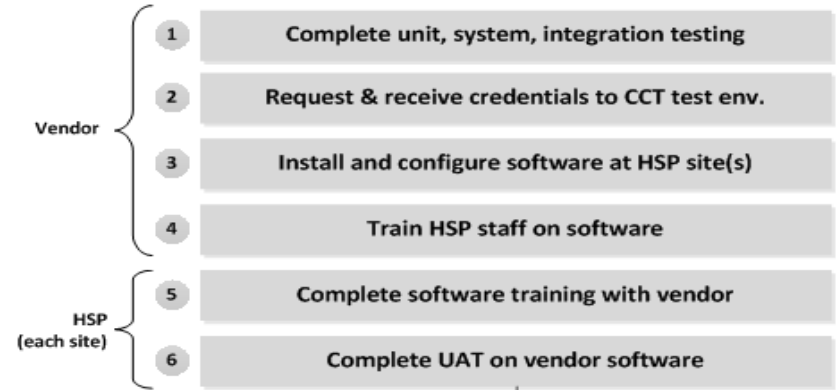 1 Complete unit, system, integration testing
2 Request & receive credentials to CCT test env.
Vendor
3 Install and configure software at HSP site(s)
4 Train HSP staff on software
5 Complete software training with vendor
HSP
(each site)
6 Complete UAT on vendor software